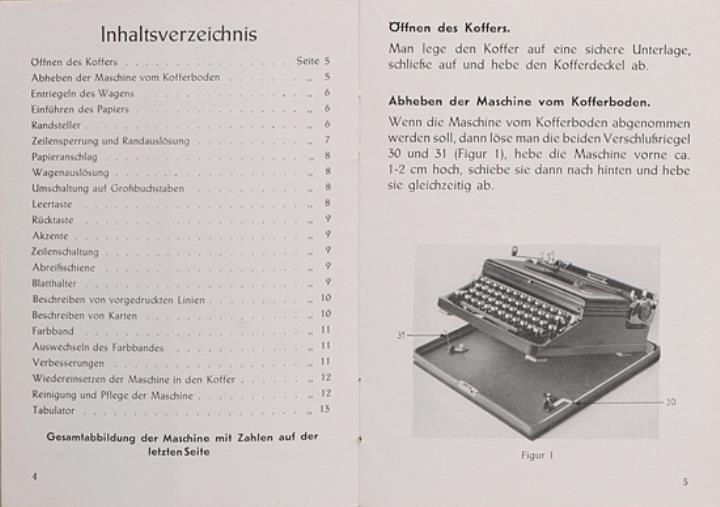 Inhaltsverzeichnis
Öffnen des Koffers . . . . . . . . . . . . . . . Seite 5
Abheben der Maschine vom Kofferboden . . . . . . . „ 5
Entriegeln des Wagens . . . . . . . . . . . . . . „ 6
Einführen des Papiers . . . . . . . . . . . . . . „ 6
Randsteller . . . . . . . . . . . . . . . . . . „ 6
Zeilensperrung und Randauslösung . . . . . . . . . „ 7
Papieranschlag . . . . . . . . . . . . . . . . . „ 8
Wagenauslösung . . . . . . . . . . . . . . . . . „ 8
Umschaltung auf Großbuchstaben . . . . . . . . . . „ 8
Leertaste . . . . . . . . . . . . . . . . . . . „ 8
Rücktaste . . . . . . . . . . . . . . . . . . . „ 9
Akzente . . . . . . . . . . . . . . . . . . . . „ 9
Zeilenschaltung . . . . . . . . . . . . . . . . „ 9
Abreißschiene . . . . . . . . . . . . . . . . . „ 9
Blatthalter . . . . . . . . . . . . . . . . . . „ 9
Beschreiben von vorgedruckten Linien . . . . . . . . „ 10
Beschreiben von Karten . . . . . . . . . . . . . „ 10
Farbband . . . . . . . . . . . . . . . . . . . „ 11
Auswechseln des Farbbandes . . . . . . . . . . . „ 11
Verbesserungen . . . . . . . . . . . . . . . . . „ 11
Wiedereinsetzen der Maschine in den Koffer . . . . . . „ 12
Reinigung und Pflege der Maschine . . . . . . . . . „ 12
Tabulator . . . . . . . . . . . . . . . . . . . „ 13
Gesamtabbildung der Maschine mit Zahlen auf der
letzten Seite
4
Öffnen des Koffers.
Man lege den Koffer auf eine sichere Unterlage,
schließe auf und hebe den Kofferdeckel ab.
Abheben der Maschine vom Kofferboden.
Wenn die Maschine vom Kofferboden abgenommen
werden soll, dann löse man die beiden Verschlußriegel
30 und 31 (Figur 1), hebe die Maschine vorne ca.
1-2 cm hoch, schiebe sie dann nach hinten und hebe
sie gleichzeitig ab.
31
30
Figur 1
5